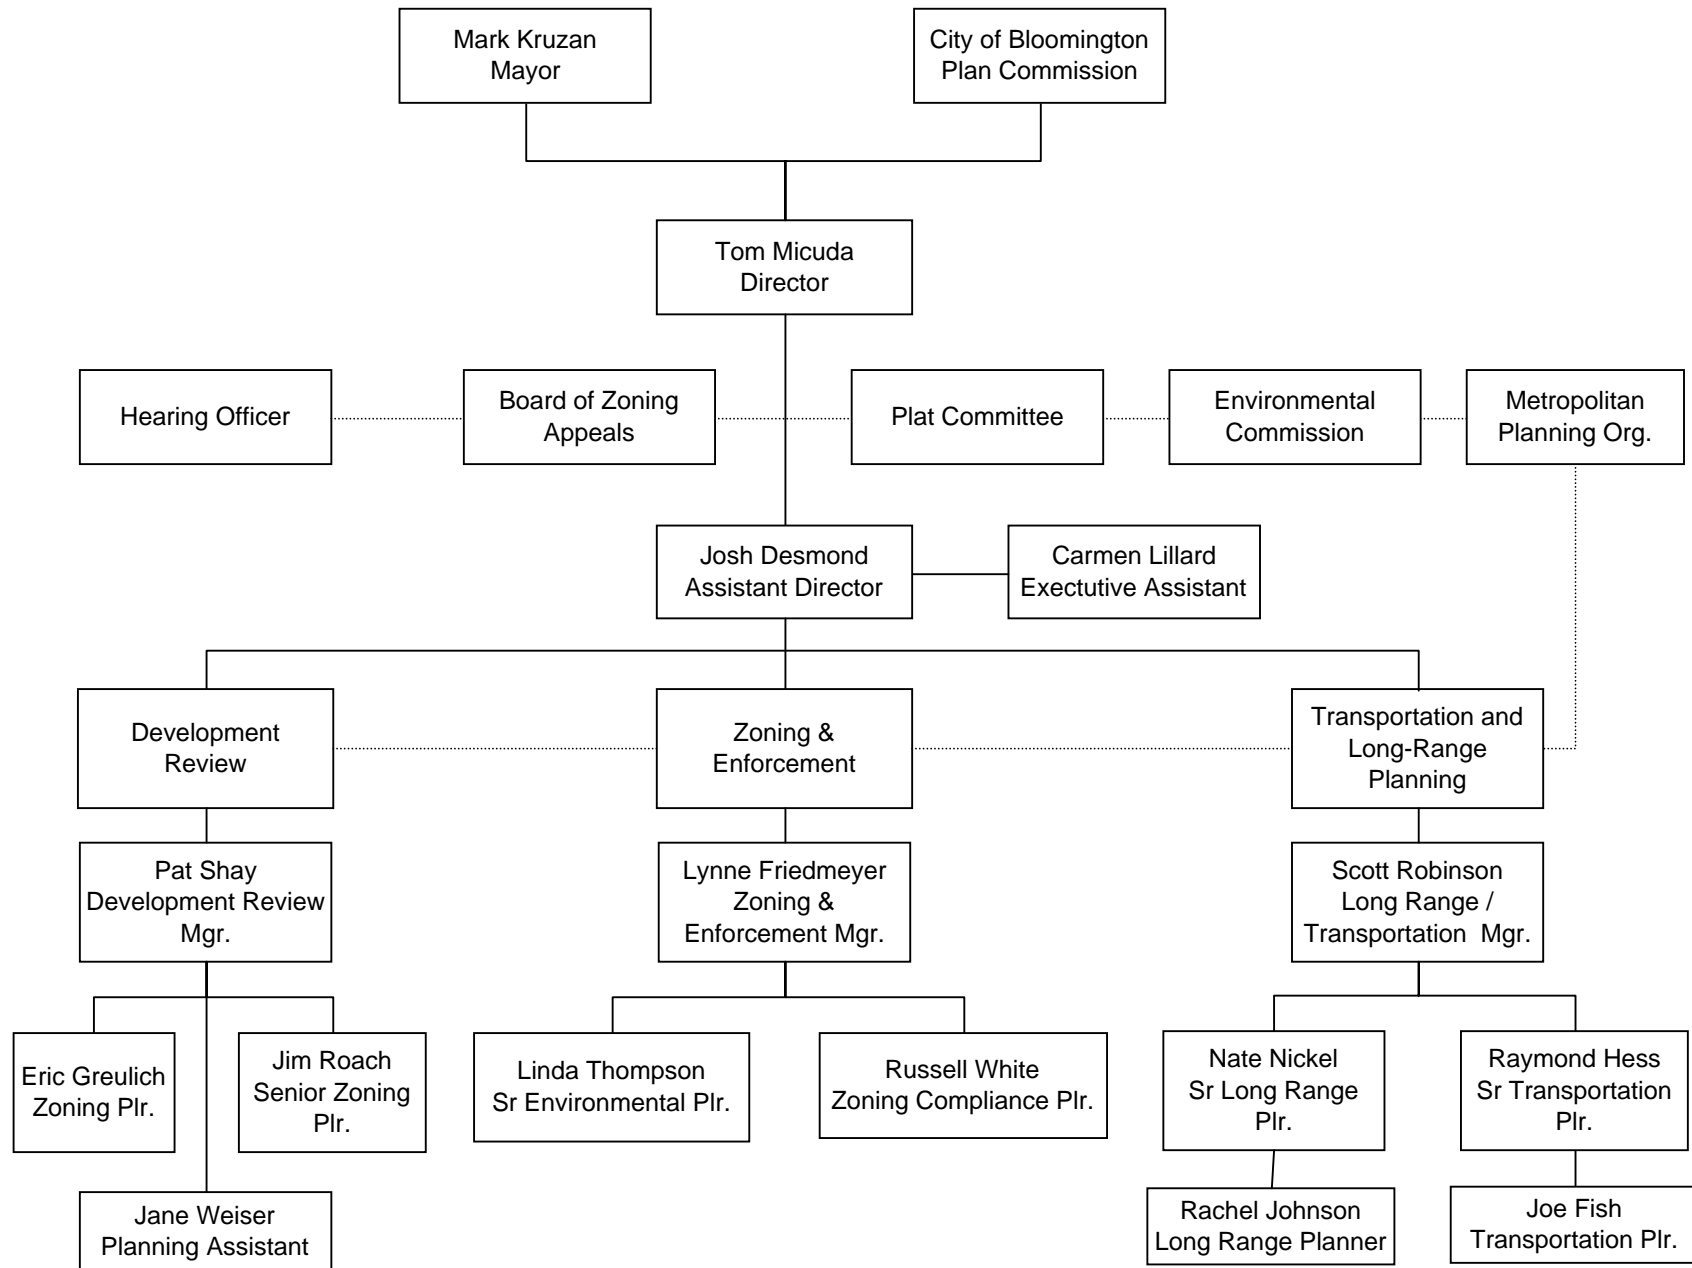 Mark Kruzan
Mayor
City of Bloomington
Plan Commission
Tom Micuda
Director
Hearing Officer
Board of Zoning
Appeals
Plat Committee
Environmental
Commission
Metropolitan
Planning Org.
Josh Desmond
Assistant Director
Carmen Lillard
Exectutive Assistant
Development
Review
Zoning &
Enforcement
Transportation and
Long-Range
Planning
Pat Shay
Development Review
Mgr.
Lynne Friedmeyer
Zoning &
Enforcement Mgr.
Scott Robinson
Long Range /
Transportation Mgr.
Eric Greulich
Zoning Plr.
Jim Roach
Senior Zoning
Plr.
Linda Thompson
Sr Environmental Plr.
Russell White
Zoning Compliance Plr.
Nate Nickel
Sr Long Range
Plr.
Raymond Hess
Sr Transportation
Plr.
Jane Weiser
Planning Assistant
Rachel Johnson
Long Range Planner
Joe Fish
Transportation Plr.